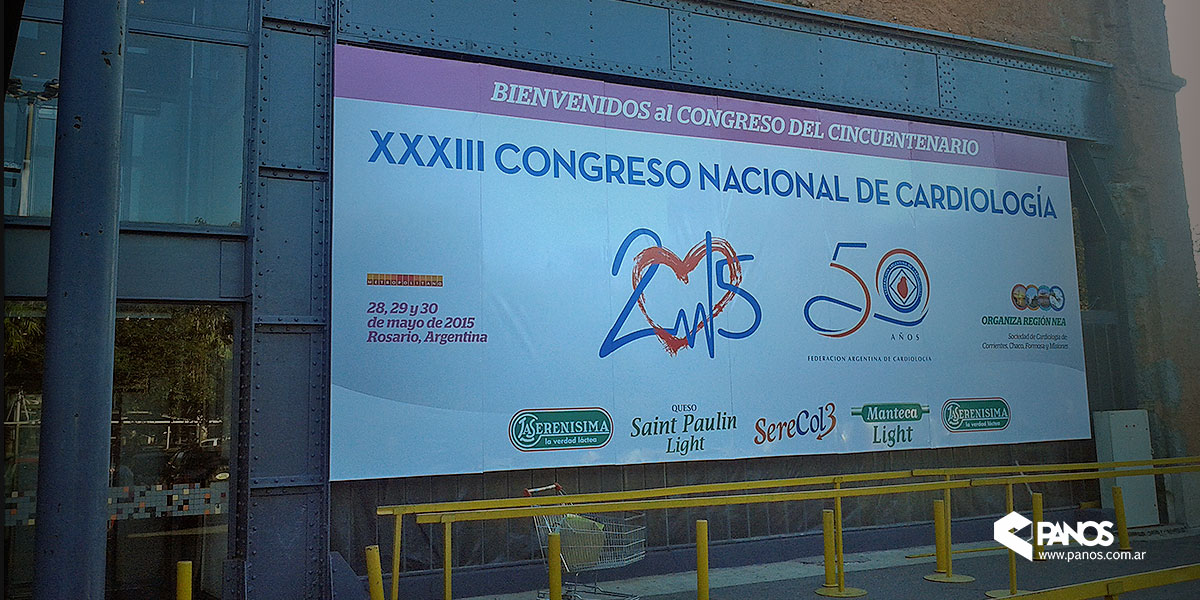 BIENVENIDOS al CONGRESO DEL CINCUENTENARIO
XXXIII CONGRESO NACIONAL DE CARDIOLOGÍA
METROPOLITANO
28, 29 y 30
de mayo de 2015
Rosario, Argentina
2015
50
AÑOS
FEDERACION ARGENTINA DE CARDIOLOGIA
ORGANIZA REGIÓN NEA
Sociedad de Cardiología de
Corrientes, Chaco, Formosa y Misiones
LA SERENISIMA
la verdad láctea
QUESO
Saint Paulin
Light
SereCol3
Manteca
Light
LA SERENISIMA
la verdad láctea
PANOS
www.panos.com.ar